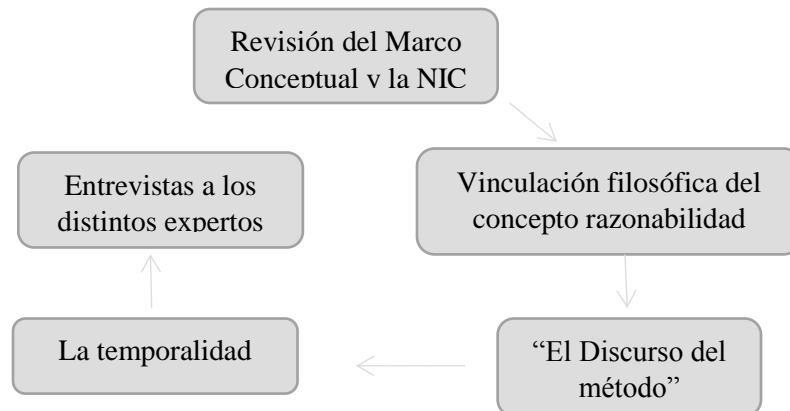 Revisión del Marco
Conceptual y la NIC
Vinculación filosófica del
concepto razonabilidad
“El Discurso del
método”
La temporalidad
Entrevistas a los
distintos expertos